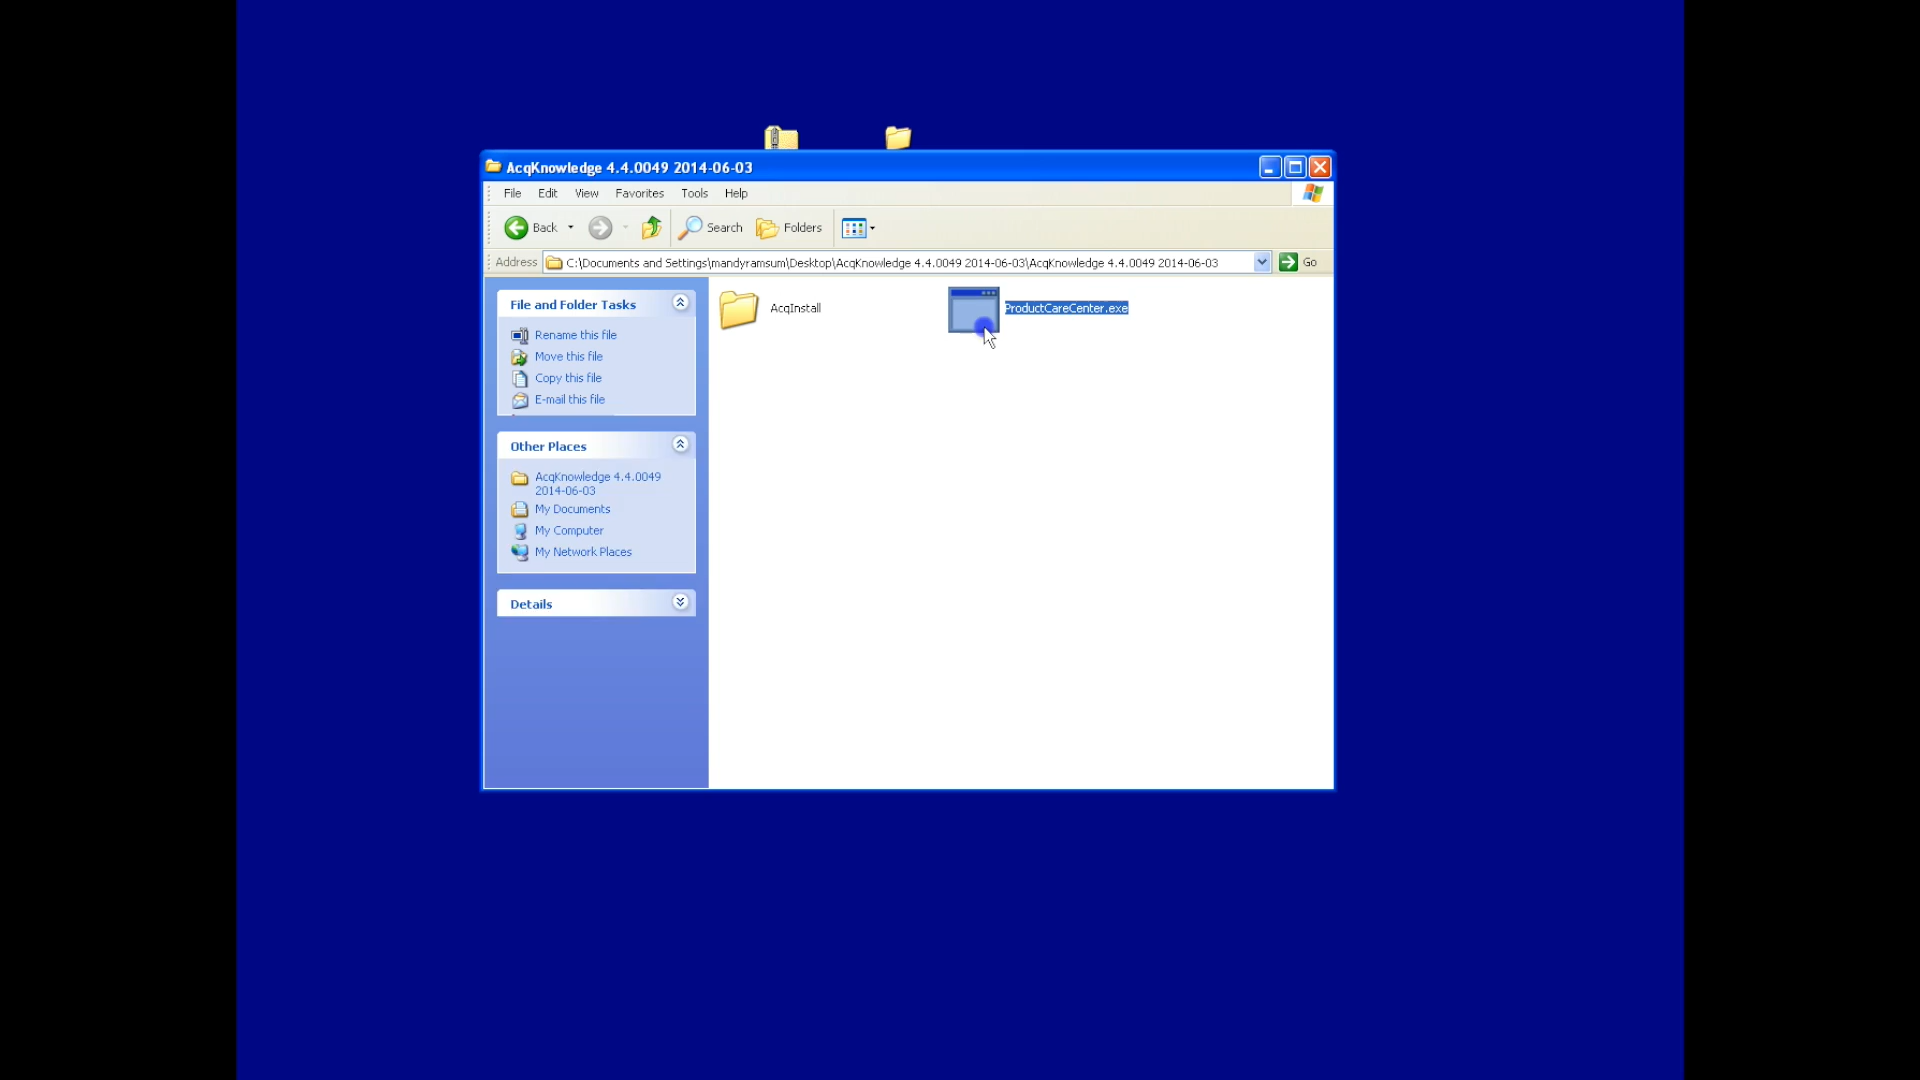 AcqKnowledge 4.4.0049 2014-06-03
File Edit View Favorites Tools Help
Back Search Folders
Address C:\Documents and Settings\mandyramsum\Desktop\AcqKnowledge 4.4.0049 2014-06-03\AcqKnowledge 4.4.0049 2014-06-03 Go
File and Folder Tasks
Rename this file
Move this file
Copy this file
E-mail this file
Other Places
AcqKnowledge 4.4.0049
2014-06-03
My Documents
My Computer
My Network Places
Details
AcqInstall
ProductCareCenter.exe